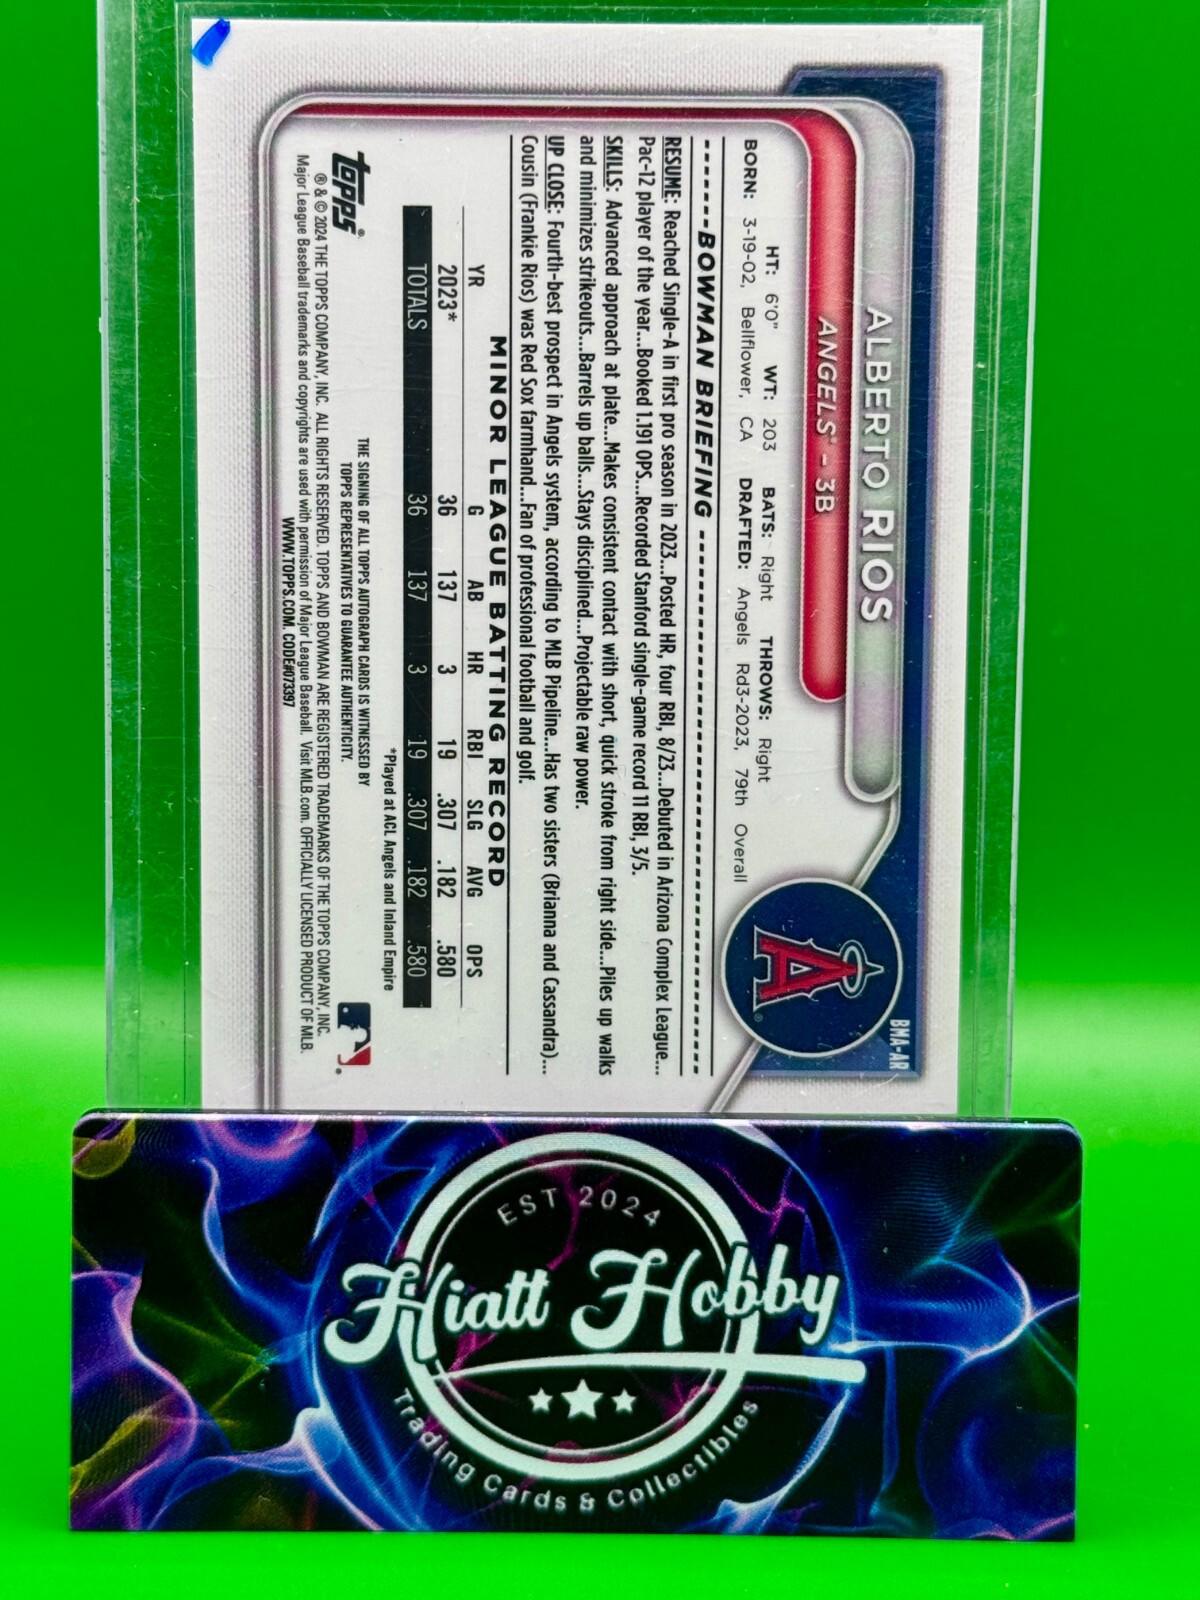 BMA-AR
ALBERTO RIOS
ANGELS® - 3B
HT: 6'0" WT: 203 BATS: Right THROWS: Right
BORN: 3-19-02, Bellflower, CA DRAFTED: Angels Rd3-2023, 79th Overall
A®
BOWMAN BRIEFING
RESUME: Reached Single-A in first pro season in 2023...Posted HR, four RBI, 8/23...Debuted in Arizona Complex League...
Pac-12 player of the year...Booked 1.191 OPS...Recorded Stanford single-game record 11 RBI, 3/5.
SKILLS: Advanced approach at plate...Makes consistent contact with short, quick stroke from right side...Piles up walks
and minimizes strikeouts...Barrels up balls...Stays disciplined...Projectable raw power.
UP CLOSE: Fourth-best prospect in Angels system, according to MLB Pipeline...Has two sisters (Brianna and Cassandra)...
Cousin (Frankie Rios) was Red Sox farmhand...Fan of professional football and golf.
MINOR LEAGUE BATTING RECORD
YR G AB HR RBI SLG AVG OPS
2023* 36 137 3 19 .307 .182 .580
TOTALS 36 137 3 19 .307 .182 .580
*Played at ACL Angels and Inland Empire
THE SIGNING OF ALL TOPPS AUTOGRAPH CARDS IS WITNESSED BY
TOPPS REPRESENTATIVES TO GUARANTEE AUTHENTICITY.
topps®
® & © 2024 THE TOPPS COMPANY, INC. ALL RIGHTS RESERVED. TOPPS AND BOWMAN ARE REGISTERED TRADEMARKS OF THE TOPPS COMPANY, INC.
Major League Baseball trademarks and copyrights are used with permission of Major League Baseball. Visit MLB.com. OFFICIALLY LICENSED PRODUCT OF MLB.
WWW.TOPPS.COM. CODE#073397
EST 2024
Hiatt Hobby
Trading Cards & Collectibles